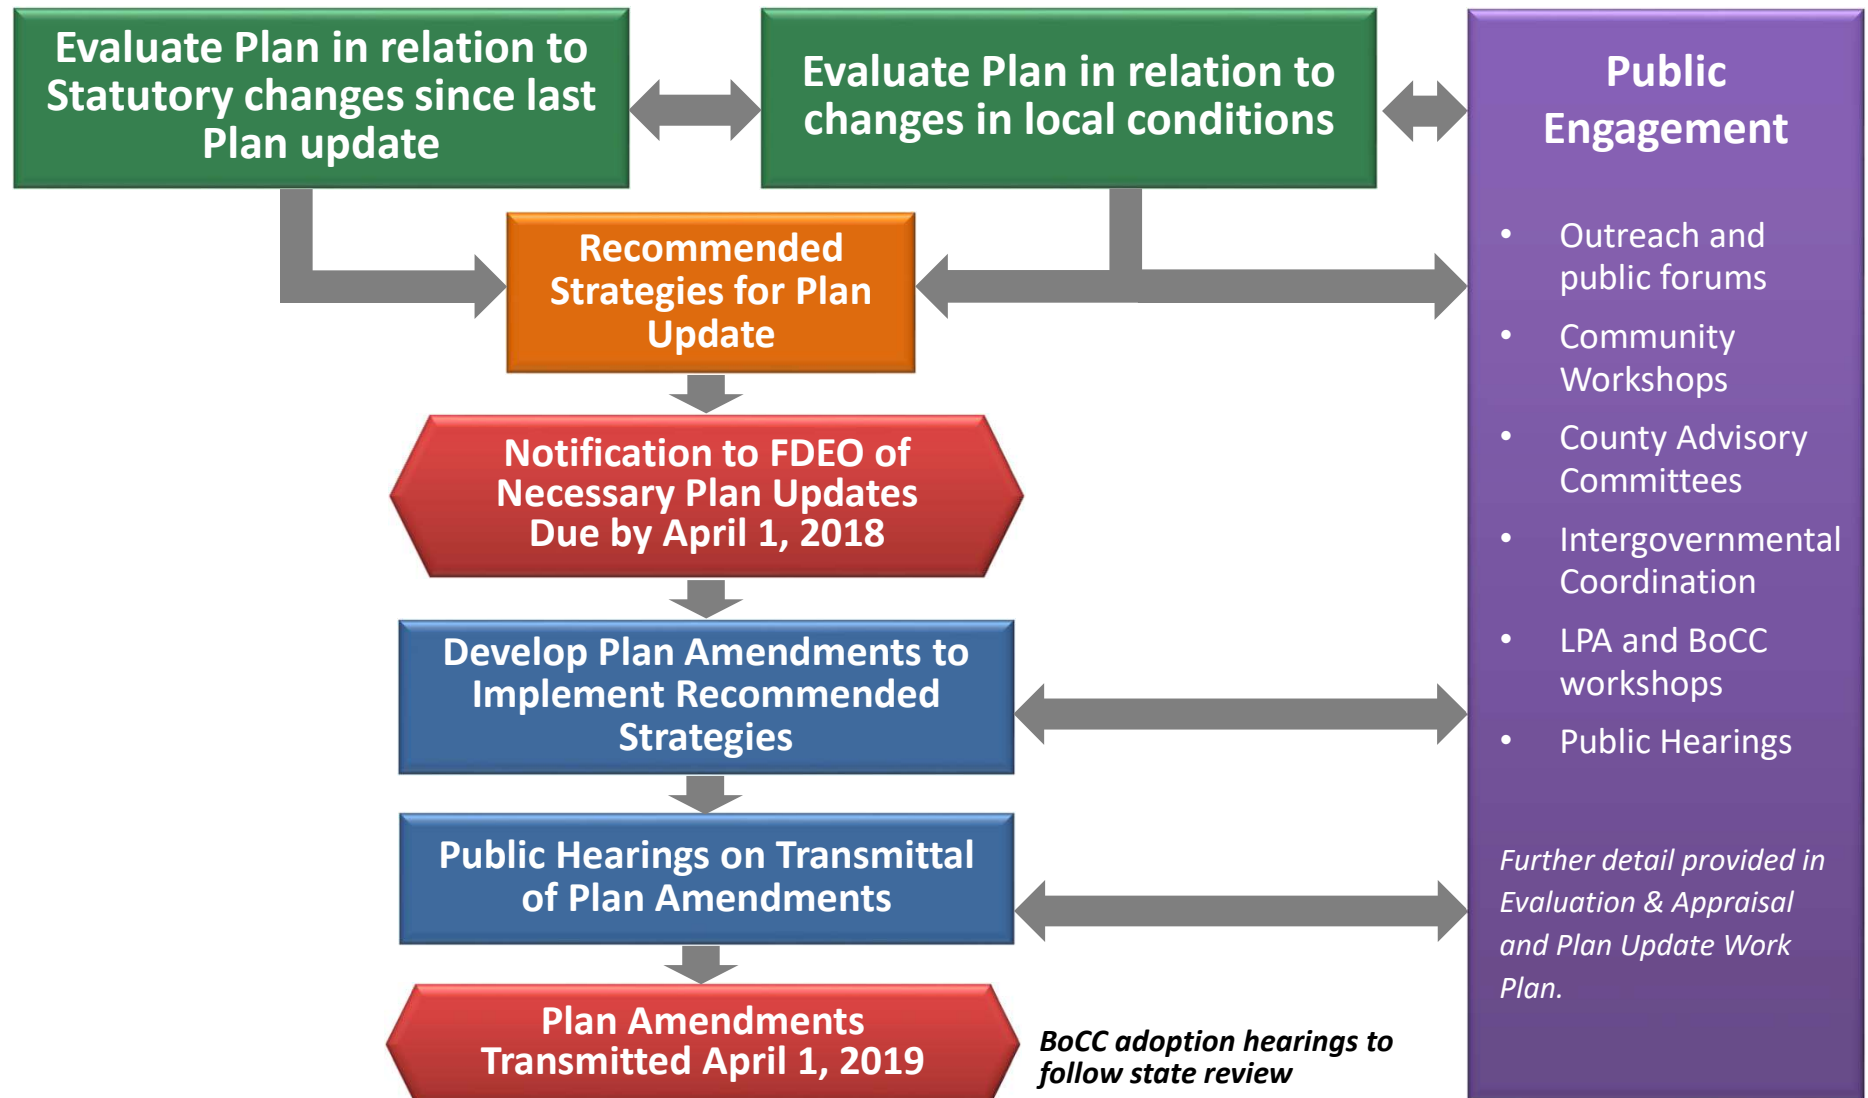 Evaluate Plan in relation to
Statutory changes since last
Plan update
Evaluate Plan in relation to
changes in local conditions
Recommended
Strategies for Plan
Update
Notification to FDEO of
Necessary Plan Updates
Due by April 1, 2018
Develop Plan Amendments to
Implement Recommended
Strategies
Public Hearings on Transmittal
of Plan Amendments
Plan Amendments
Transmitted April 1, 2019
BoCC adoption hearings to
follow state review
Public
Engagement
• Outreach and
public forums
• Community
Workshops
• County Advisory
Committees
• Intergovernmental
Coordination
• LPA and BoCC
workshops
• Public Hearings
Further detail provided in
Evaluation & Appraisal
and Plan Update Work
Plan.